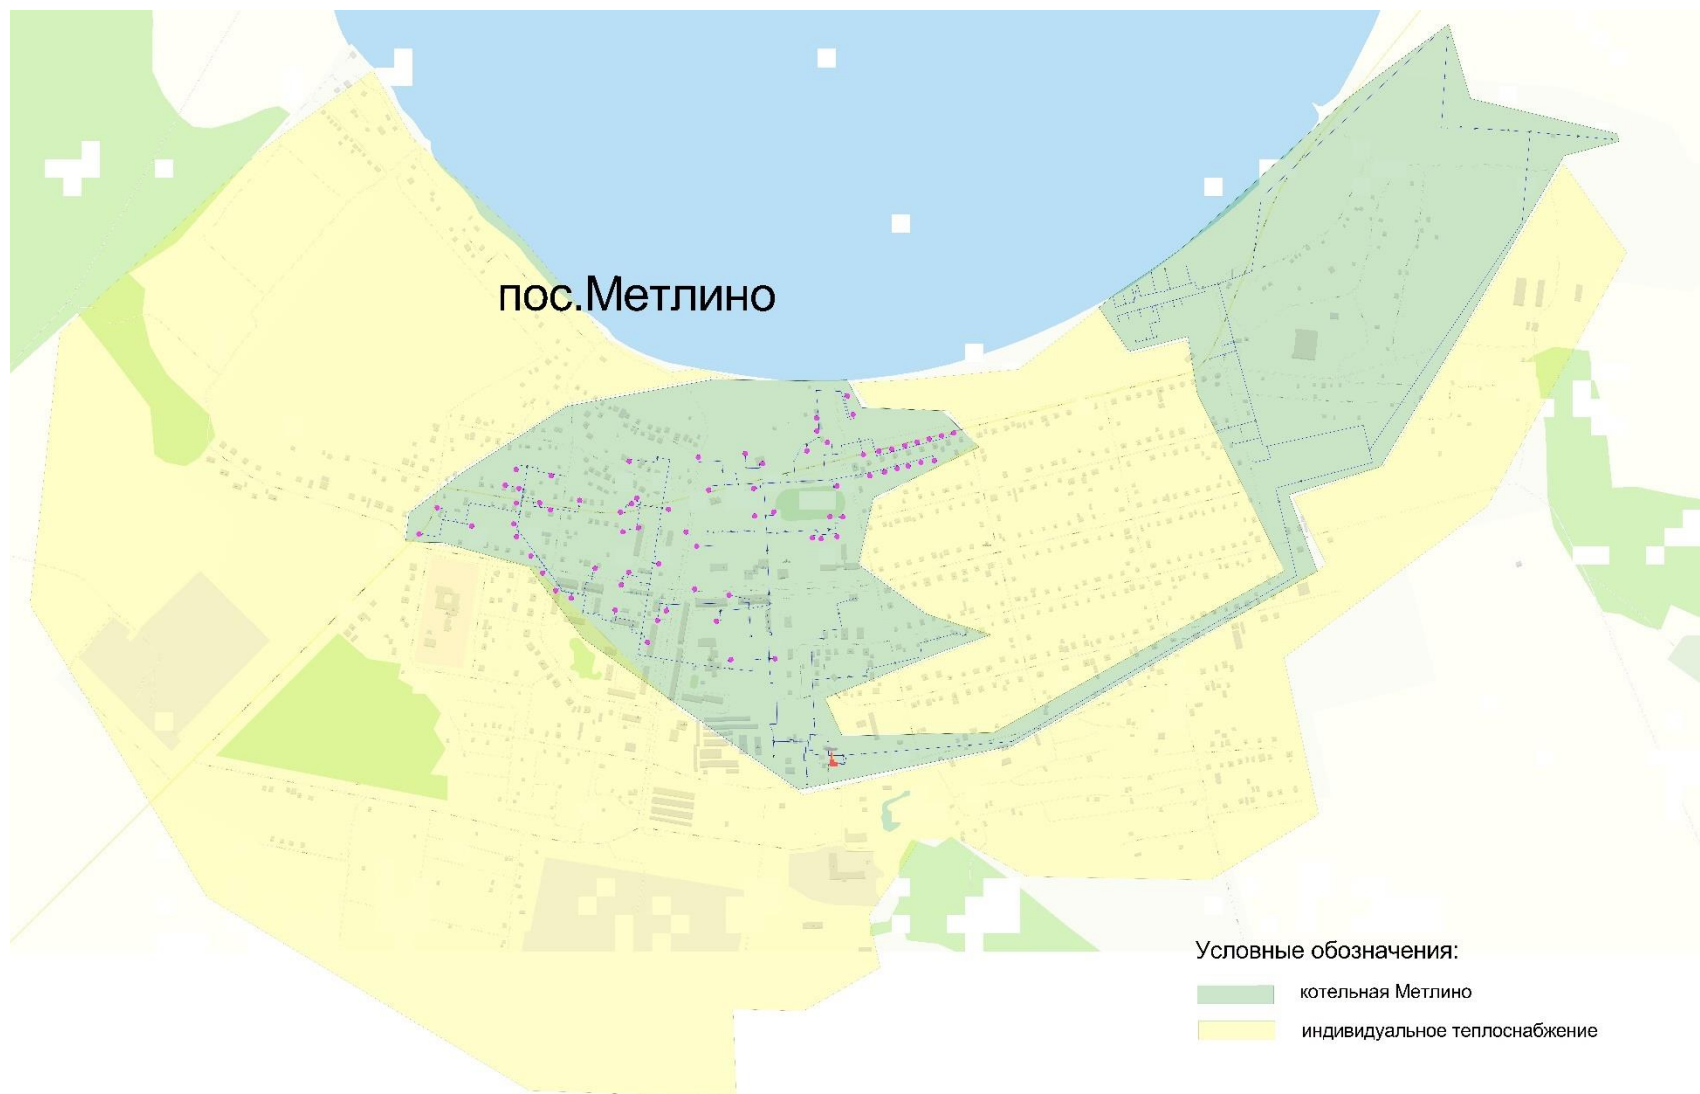 пос.Метлино
Условные обозначения:
котельная Метлино
индивидуальное теплоснабжение